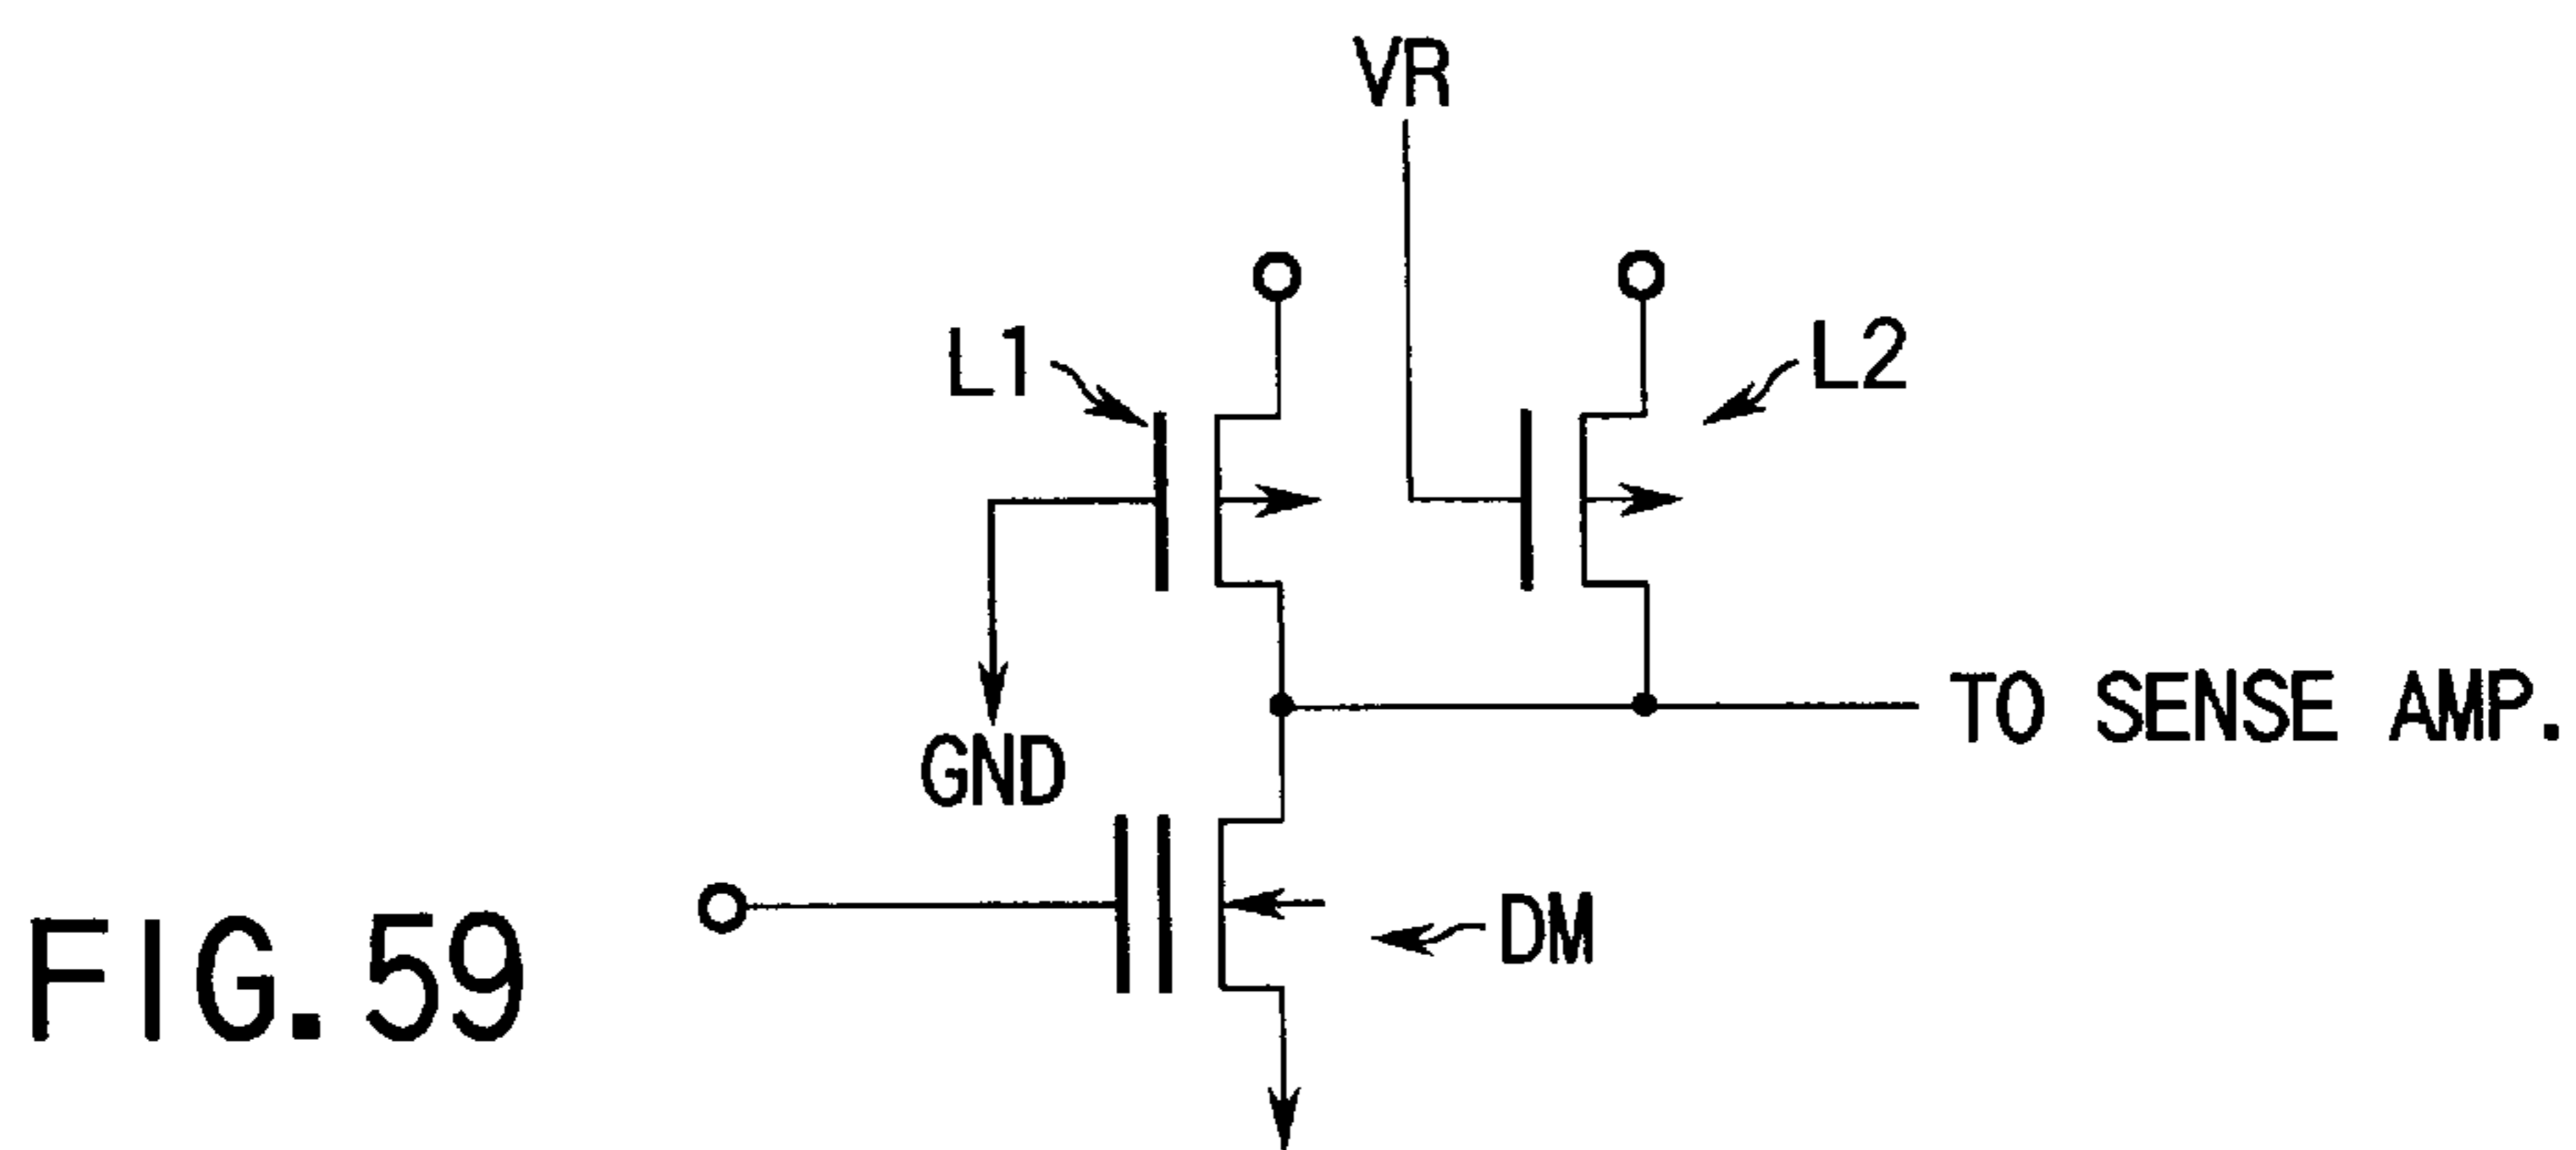 VR
L1
L2
TO SENSE AMP.
GND
DM
FIG. 59